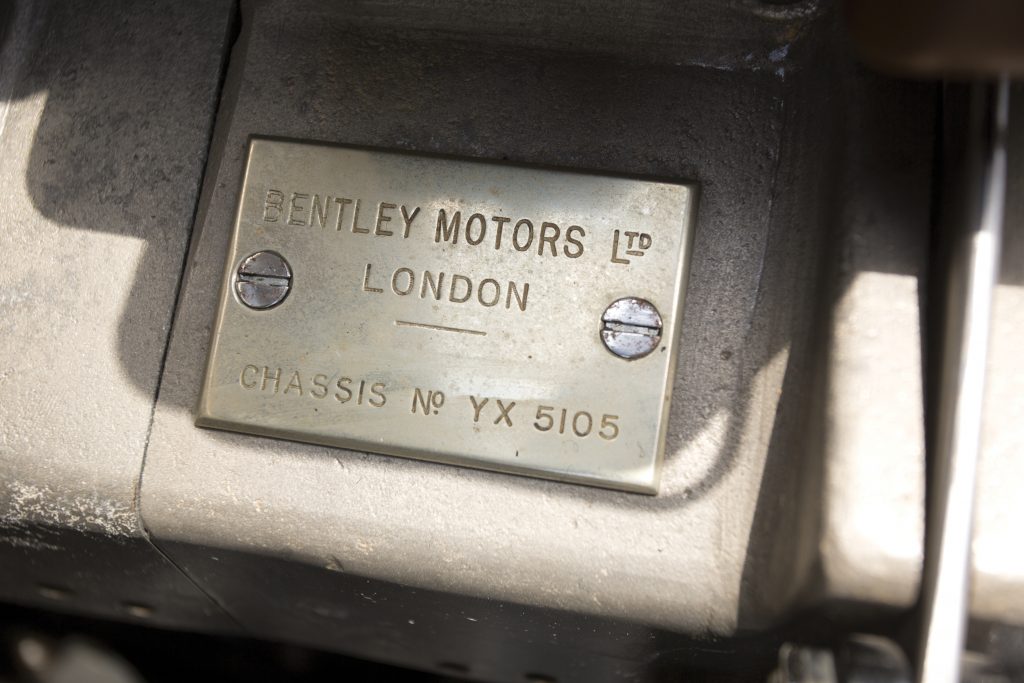 BENTLEY MOTORS LTD
LONDON
CHASSIS Nº YX 5105